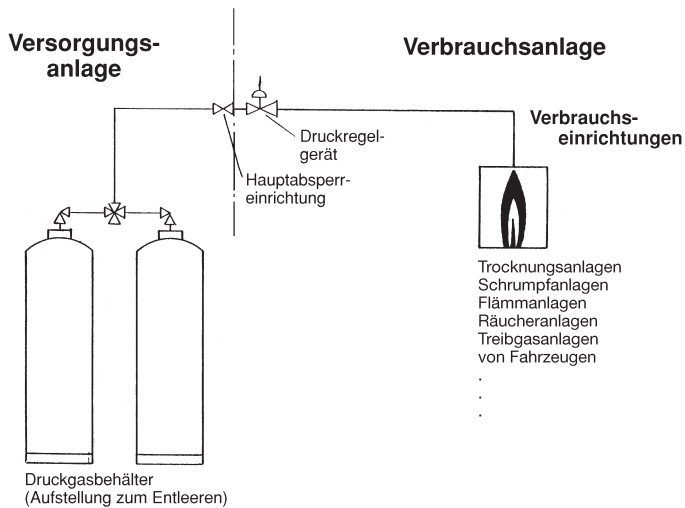 Versorgungs-
anlage
Verbrauchsanlage
Verbrauchs-
einrichtungen
Druckregel-
gerät
Hauptabsperr-
einrichtung
Trocknungsanlagen
Schrumpfanlagen
Flämmanlagen
Räucheranlagen
Treibgasanlagen
von Fahrzeugen
.
.
.
Druckgasbehälter
(Aufstellung zum Entleeren)